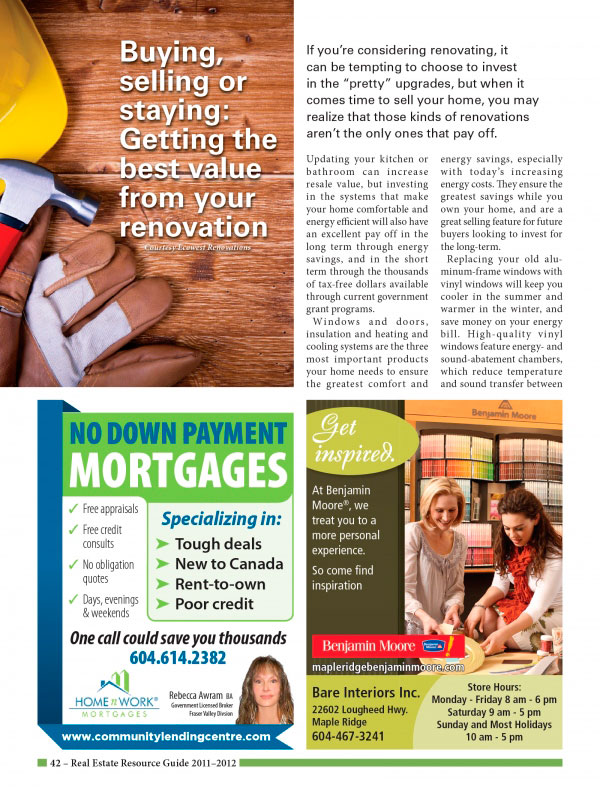 Buying,
selling or
staying:
Getting the
best value
from your
renovation
Courtesy Ecowest Renovations
If you're considering renovating, it
can be tempting to choose to invest
in the “pretty” upgrades, but when it
comes time to sell your home, you may
realize that those kinds of renovations
aren't the only ones that pay off.
Updating your kitchen or
bathroom can increase
resale value, but investing
in the systems that make
your home comfortable and
energy efficient will also have
an excellent pay off in the
long term through energy
savings, and in the short
term through the thousands
of tax-free dollars available
through current government
grant programs.
Windows and doors,
insulation and heating and
cooling systems are the three
most important products
your home needs to ensure
the greatest comfort and
energy savings, especially
with today's increasing
energy costs. They ensure the
greatest savings while you
own your home, and are a
great selling feature for future
buyers looking to invest for
the long-term.
Replacing your old alu-
minum-frame windows with
vinyl windows will keep you
cooler in the summer and
warmer in the winter, and
save money on your energy
bill. High-quality vinyl
windows feature energy- and
sound-abatement chambers,
which reduce temperature
and sound transfer between
NO DOWN PAYMENT
MORTGAGES
✓ Free appraisals
✓ Free credit
consults
✓ No obligation
quotes
✓ Days, evenings
& weekends
Specializing in:
➤ Tough deals
➤ New to Canada
➤ Rent-to-own
➤ Poor credit
One call could save you thousands
604.614.2382
HOME n WORK®
MORTGAGES
Rebecca Awram BA
Government Licensed Broker
Fraser Valley Division
www.communitylendingcentre.com
Benjamin Moore
Get
inspired.
At Benjamin
Moore®, we
treat you to a
more personal
experience.
So come find
inspiration
Benjamin Moore
mapleridgebenjaminmoore.com
Bare Interiors Inc.
22602 Lougheed Hwy.
Maple Ridge
604-467-3241
Store Hours:
Monday - Friday 8 am - 6 pm
Saturday 9 am - 5 pm
Sunday and Most Holidays
10 am - 5 pm
42 – Real Estate Resource Guide 2011–2012